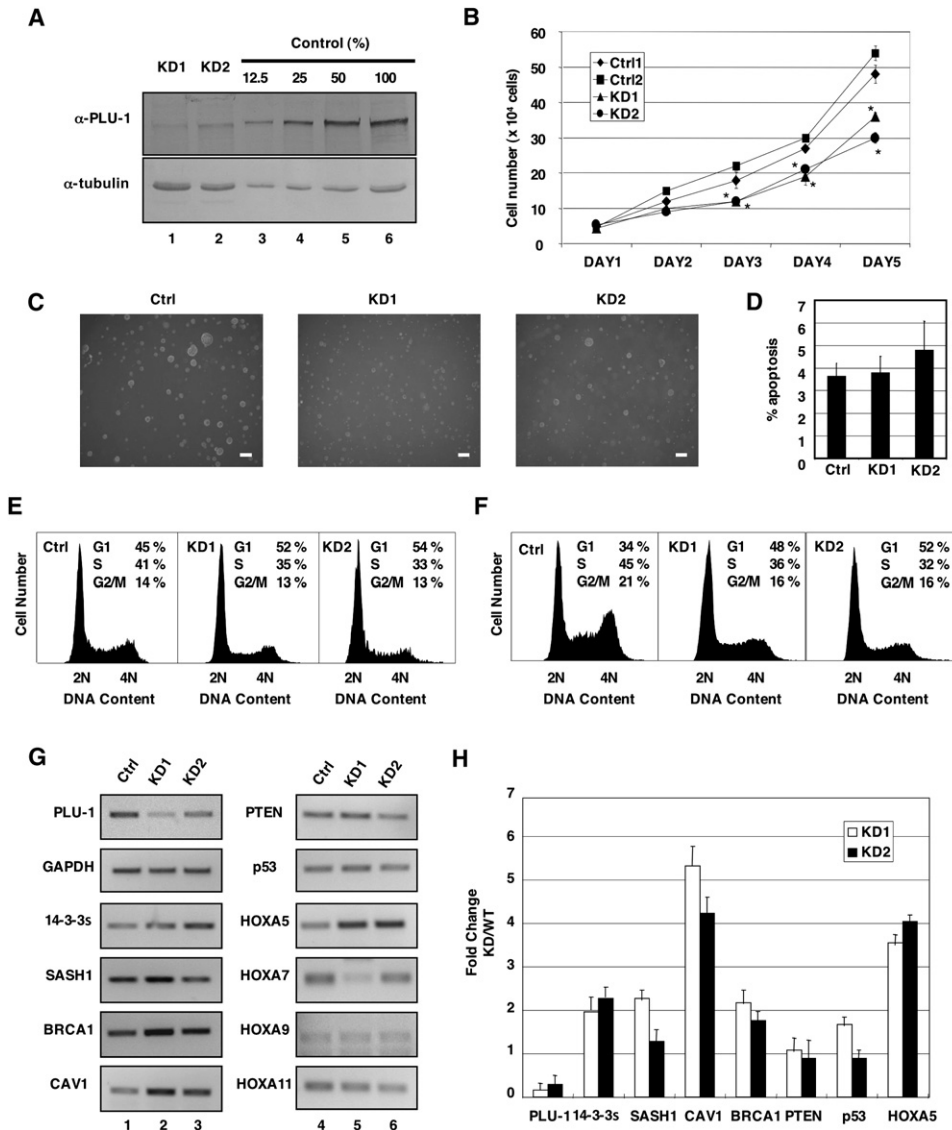 A
Control (%)
KD1 KD2 12.5 25 50 100
α-PLU-1
α-tubulin
1 2 3 4 5 6
B
Cell number (x 10⁴ cells)
60
50
40
30
20
10
0
Ctrl1
Ctrl2
KD1
KD2
* * * * * *
DAY1 DAY2 DAY3 DAY4 DAY5
C
Ctrl KD1 KD2
D
% apoptosis
7
6
5
4
3
2
1
0
Ctrl KD1 KD2
E
Cell Number
Ctrl G1 45 %
S 41 %
G2/M 14 %
KD1 G1 52 %
S 35 %
G2/M 13 %
KD2 G1 54 %
S 33 %
G2/M 13 %
2N 4N 2N 4N 2N 4N
DNA Content DNA Content DNA Content
F
Cell Number
Ctrl G1 34 %
S 45 %
G2/M 21 %
KD1 G1 48 %
S 36 %
G2/M 16 %
KD2 G1 52 %
S 32 %
G2/M 16 %
2N 4N 2N 4N 2N 4N
DNA Content DNA Content DNA Content
G
Ctrl KD1 KD2
PLU-1
GAPDH
14-3-3s
SASH1
BRCA1
CAV1
1 2 3
Ctrl KD1 KD2
PTEN
p53
HOXA5
HOXA7
HOXA9
HOXA11
4 5 6
H
Fold Change
KD/WT
7
6
5
4
3
2
1
0
KD1
KD2
PLU-1 14-3-3s SASH1 CAV1 BRCA1 PTEN p53 HOXA5